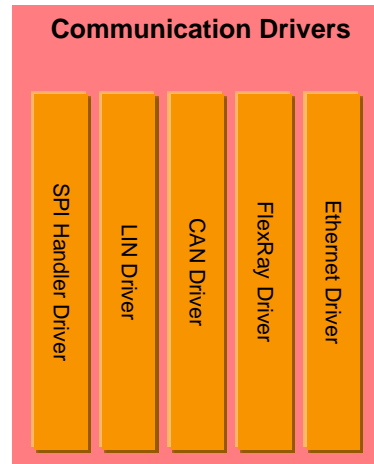 Communication Drivers
SPI Handler Driver
LIN Driver
CAN Driver
FlexRay Driver
Ethernet Driver